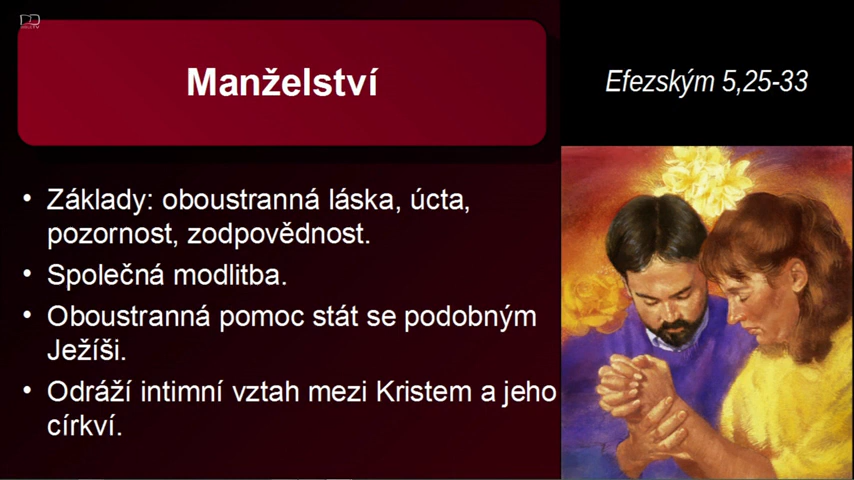 Manželství
Efezským 5,25-33
• Základy: oboustranná láska, úcta,
pozornost, zodpovědnost.
• Společná modlitba.
• Oboustranná pomoc stát se podobným
Ježíši.
• Odráží intimní vztah mezi Kristem a jeho
církví.